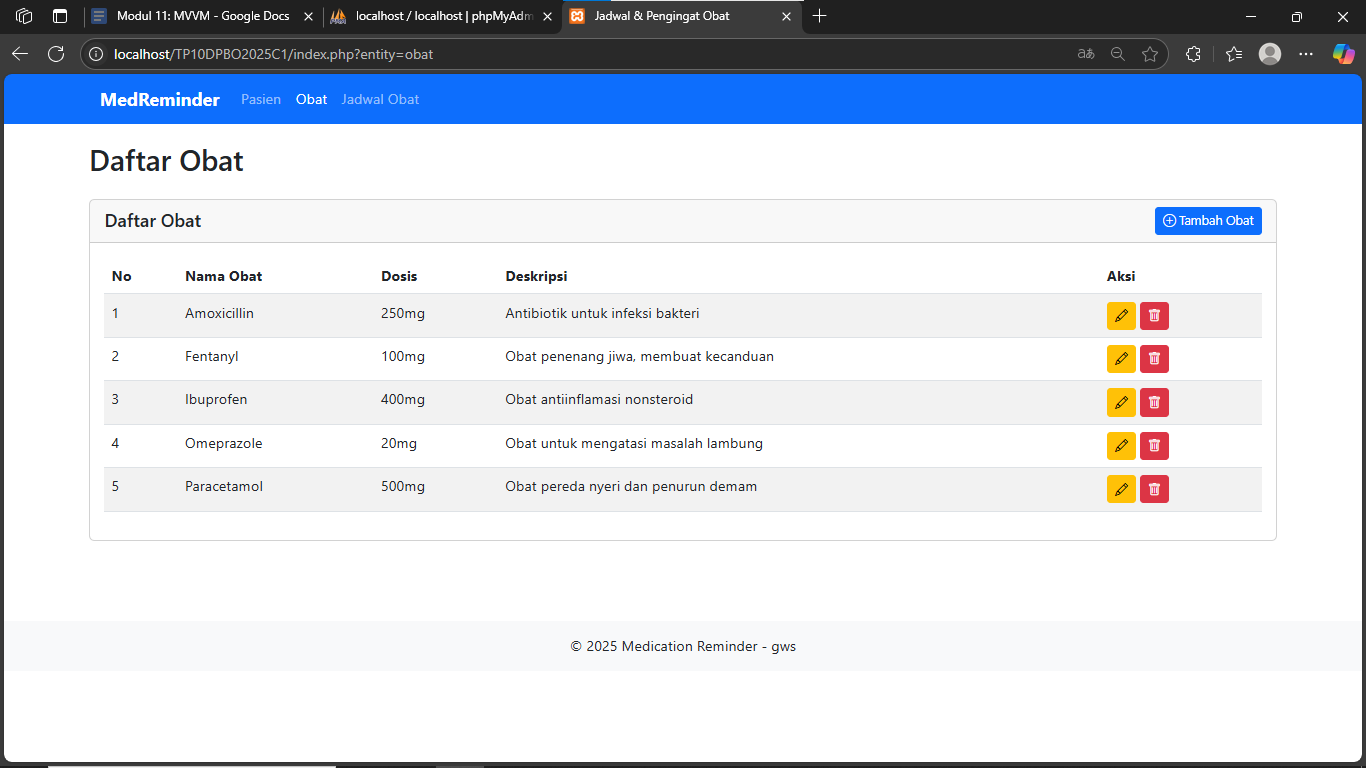 Modul 11: MVVM - Google Docs
localhost / localhost | phpMyAdm
Jadwal & Pengingat Obat
localhost/TP10DPBO2025C1/index.php?entity=obat
MedReminder Pasien Obat Jadwal Obat
Daftar Obat
Daftar Obat Tambah Obat
No Nama Obat Dosis Deskripsi Aksi
1 Amoxicillin 250mg Antibiotik untuk infeksi bakteri
2 Fentanyl 100mg Obat penenang jiwa, membuat kecanduan
3 Ibuprofen 400mg Obat antiinflamasi nonsteroid
4 Omeprazole 20mg Obat untuk mengatasi masalah lambung
5 Paracetamol 500mg Obat pereda nyeri dan penurun demam
© 2025 Medication Reminder - gws